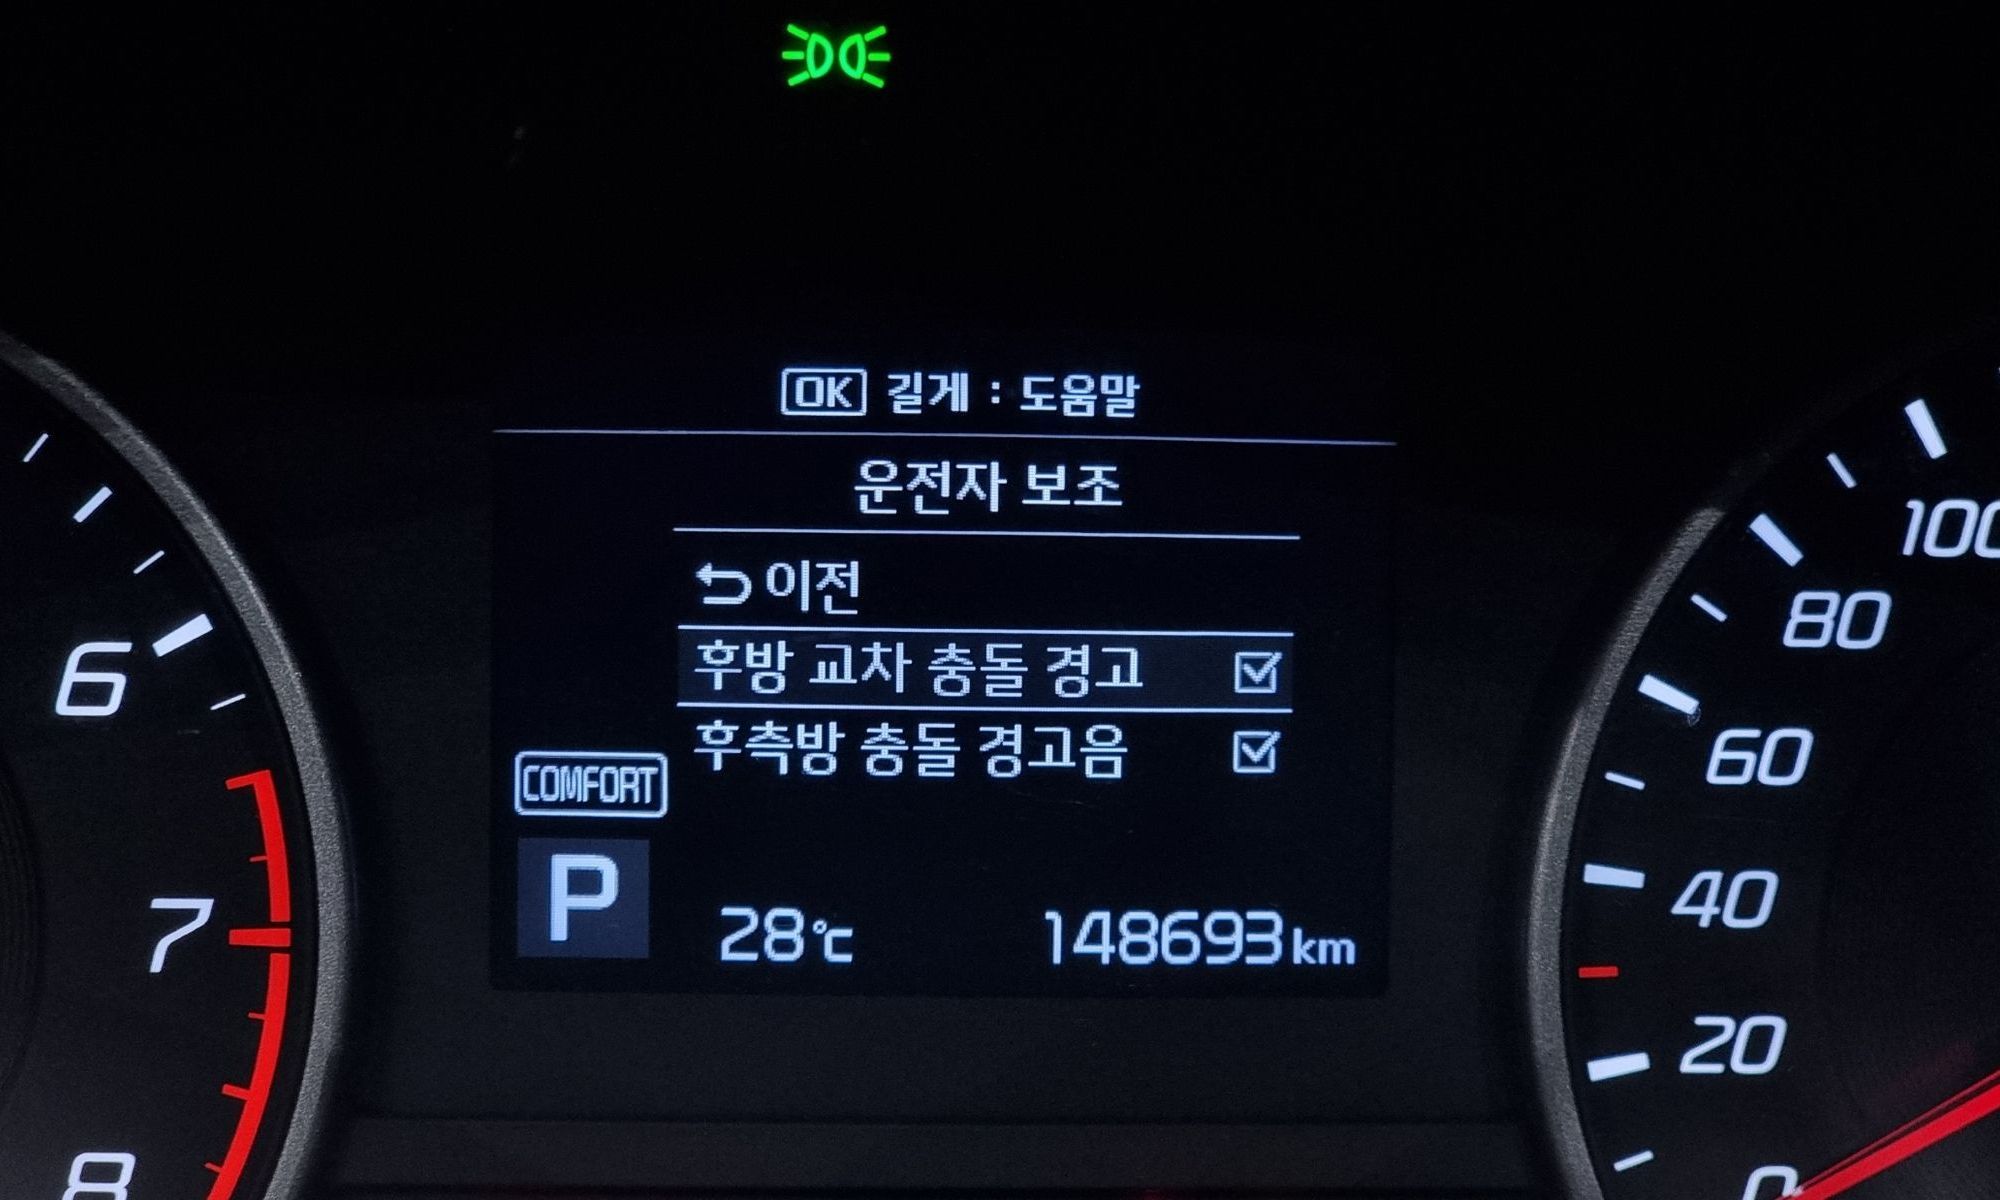 OK 길게 : 도움말
운전자 보조
이전
후방 교차 충돌 경고
후측방 충돌 경고음
COMFORT
P
28℃
148693 km
6
7
8
100
80
60
40
20
0